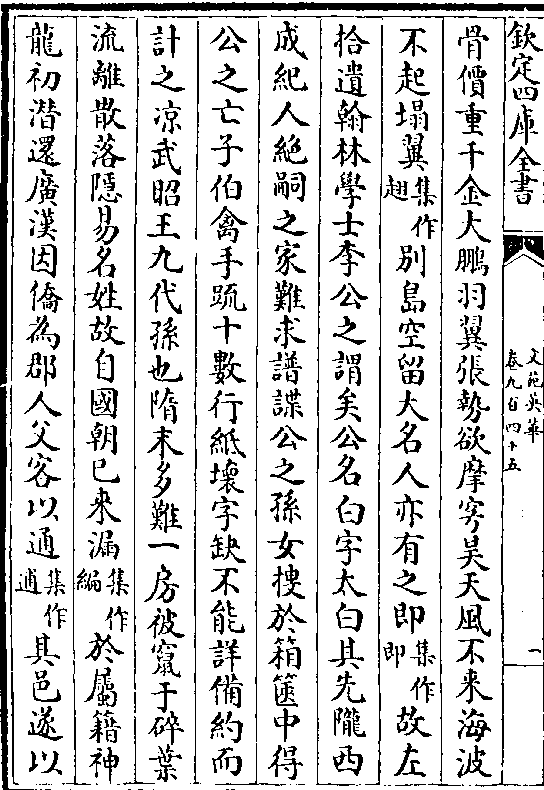 欽定四庫全書
文苑英華
卷九百四十五
一
骨價重千金大鵬羽翼張勢欲摩穹昊天風不来海波
不起塌翼集作翅别島空留大名人亦有之即集作即故左
拾遺翰林學士李公之謂矣公名白字太白其先隴西
成紀人絶嗣之家難求譜諜公之孫女搜於箱篋中得
公之亡子伯禽手䟽十數行紙壞字缺不能詳備約而
計之凉武昭王九代孫也隋末多難一房被竄于碎葉
流離散落隠易名姓故自國朝已来漏集作編於屬籍神
龍初潜還廣漢因僑為郡人父客以通集作逋其邑遂以